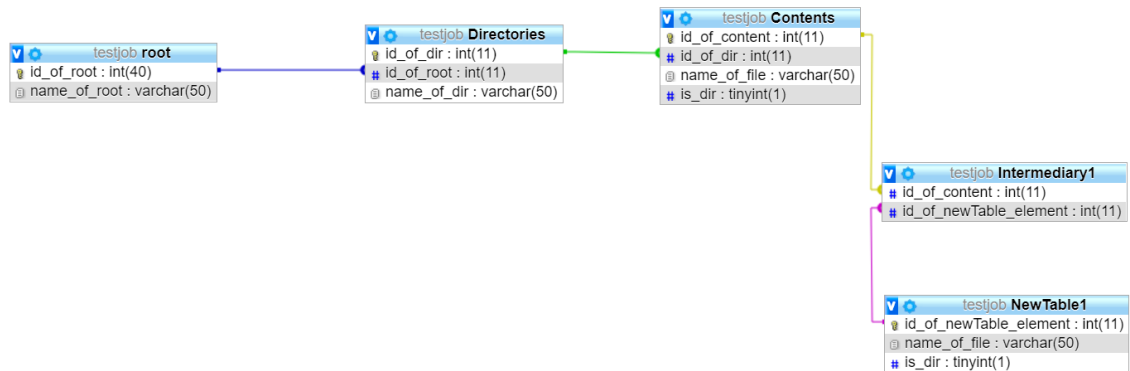 testjob root
id_of_root : int(40)
name_of_root : varchar(50)
testjob Directories
id_of_dir : int(11)
id_of_root : int(11)
name_of_dir : varchar(50)
testjob Contents
id_of_content : int(11)
id_of_dir : int(11)
name_of_file : varchar(50)
is_dir : tinyint(1)
testjob Intermediary1
id_of_content : int(11)
id_of_newTable_element : int(11)
testjob NewTable1
id_of_newTable_element : int(11)
name_of_file : varchar(50)
is_dir : tinyint(1)